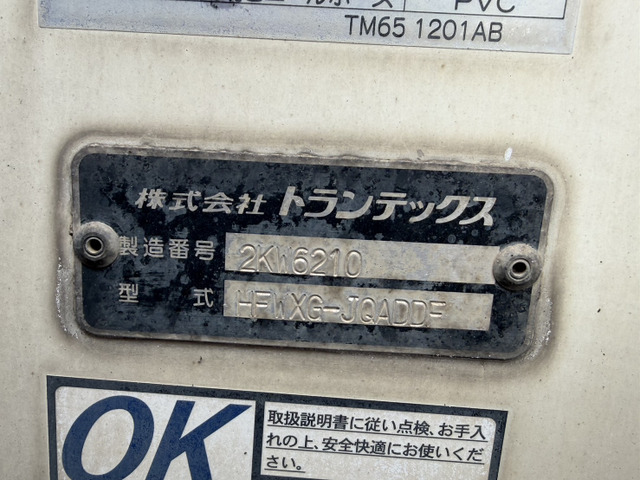 PVC
TM65 1201AB
株式会社 トランテックス
製造番号 2KW6210
型 式 HFWXG-JQADDF
OK
取扱説明書に従い点検、お手入
れの上、安全快適にお使いくだ
さい。